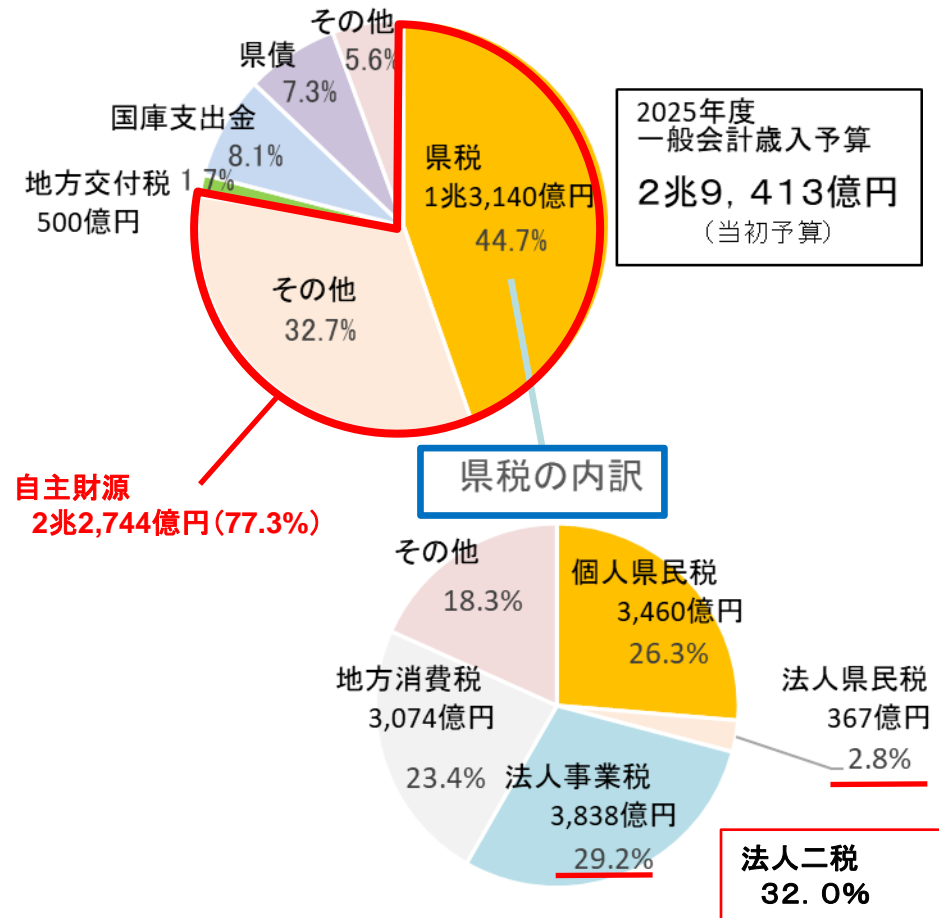 その他
5.6%
県債
7.3%
国庫支出金
8.1%
地方交付税 1.7%
500億円
県税
1兆3,140億円
44.7%
その他
32.7%
2025年度
一般会計歳入予算
2兆9,413億円
(当初予算)
自主財源
2兆2,744億円(77.3%)
県税の内訳
その他
18.3%
個人県民税
3,460億円
26.3%
法人県民税
367億円
2.8%
地方消費税
3,074億円
23.4%
法人事業税
3,838億円
29.2%
法人二税
32.0%